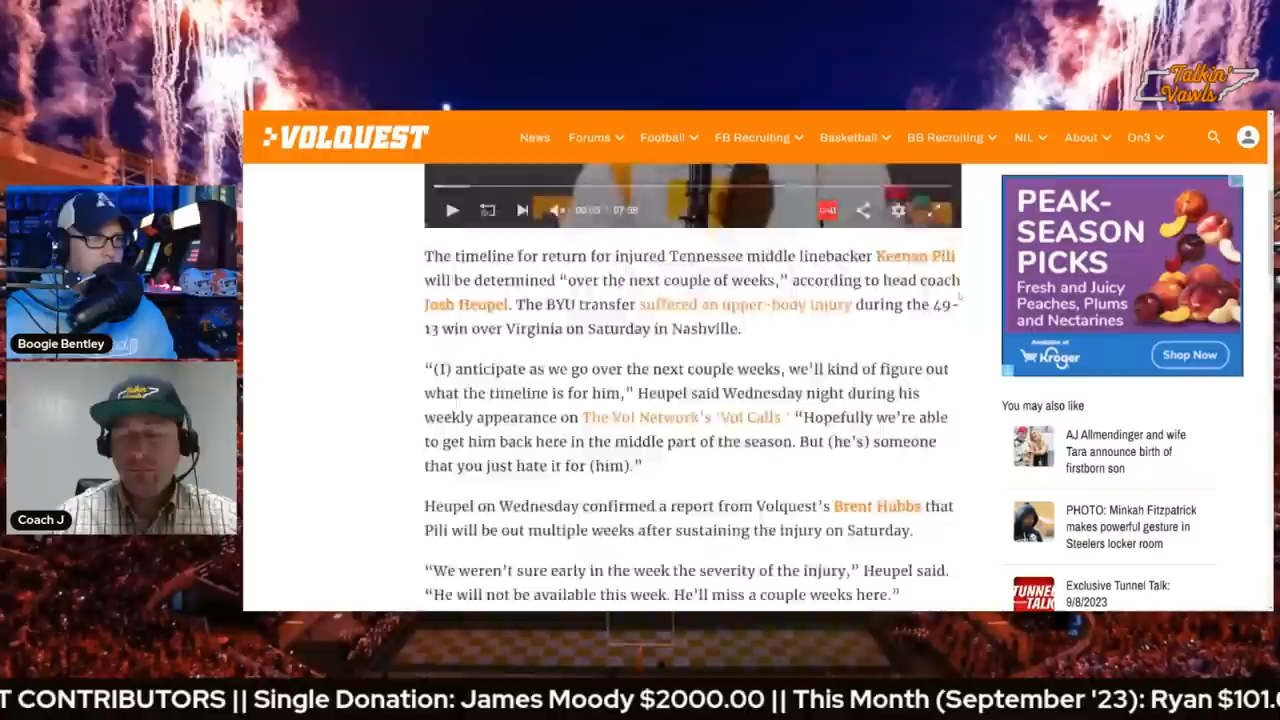 Talkin'
Vawls
VOLQUEST
News
Forums
Football
FB Recruiting
Basketball
BB Recruiting
NIL
About
On3
00:05
07:58
The timeline for return for injured Tennessee middle linebacker Keenan Pili
will be determined “over the next couple of weeks,” according to head coach
Josh Heupel. The BYU transfer suffered an upper-body injury during the 49-
13 win over Virginia on Saturday in Nashville.
“(I) anticipate as we go over the next couple weeks, we’ll kind of figure out
what the timeline is for him,” Heupel said Wednesday night during his
weekly appearance on The Vol Network’s ‘Vol Calls.’ “Hopefully we’re able
to get him back here in the middle part of the season. But (he’s) someone
that you just hate it for (him).”
Heupel on Wednesday confirmed a report from Volquest’s Brent Hubbs that
Pili will be out multiple weeks after sustaining the injury on Saturday.
“We weren’t sure early in the week the severity of the injury,” Heupel said.
“He will not be available this week. He’ll miss a couple weeks here.”
PEAK-
SEASON
PICKS
Fresh and Juicy
Peaches, Plums
and Nectarines
Available at
Kroger
Shop Now
You may also like
AJ Allmendinger and wife
Tara announce birth of
firstborn son
PHOTO: Minkah Fitzpatrick
makes powerful gesture in
Steelers locker room
TUNNEL
TALK
Exclusive Tunnel Talk:
9/8/2023
Boogie Bentley
Coach J
T CONTRIBUTORS || Single Donation: James Moody $2000.00 || This Month (September '23): Ryan $101.